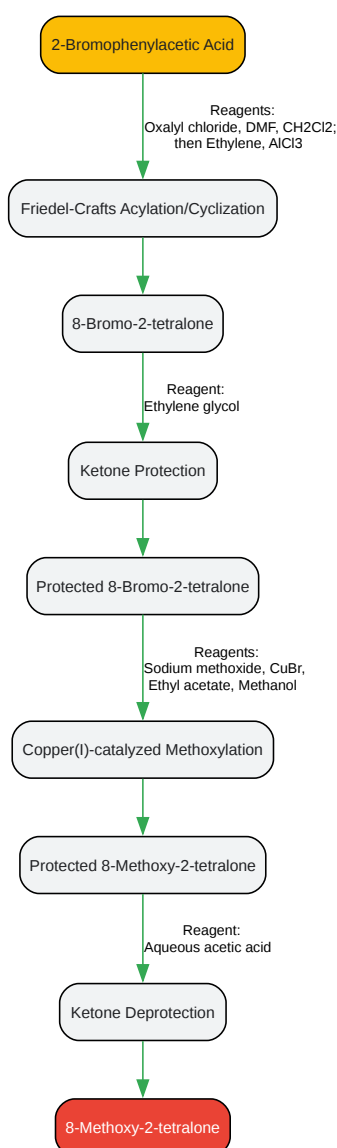 2-Bromophenylacetic Acid
Reagents:
Oxalyl chloride, DMF, CH2Cl2;
then Ethylene, AlCl3
Friedel-Crafts Acylation/Cyclization
8-Bromo-2-tetralone
Reagent:
Ethylene glycol
Ketone Protection
Protected 8-Bromo-2-tetralone
Reagents:
Sodium methoxide, CuBr,
Ethyl acetate, Methanol
Copper(I)-catalyzed Methoxylation
Protected 8-Methoxy-2-tetralone
Reagent:
Aqueous acetic acid
Ketone Deprotection
8-Methoxy-2-tetralone